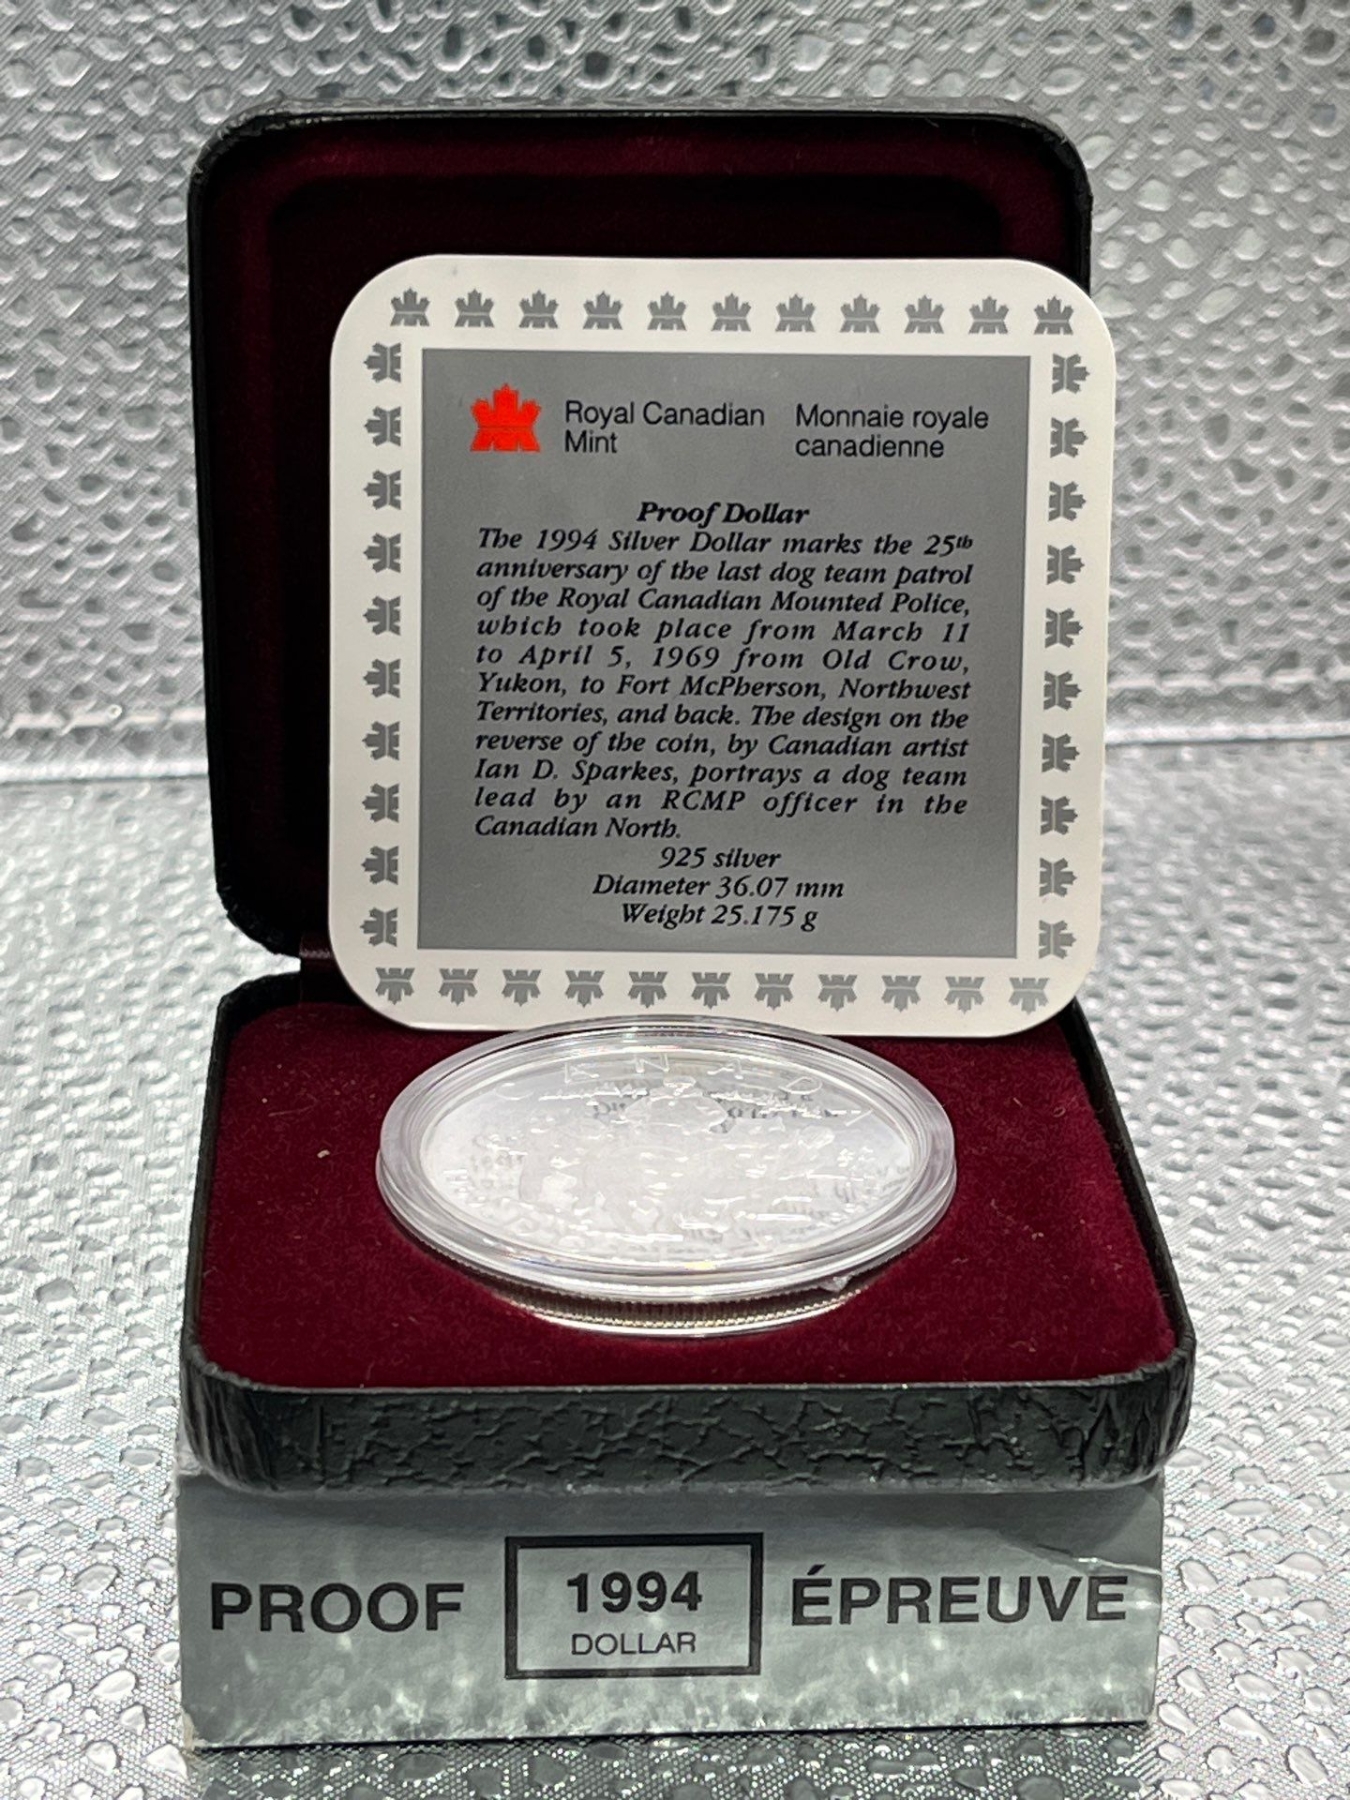 Royal Canadian Mint
Monnaie royale canadienne
Proof Dollar
The 1994 Silver Dollar marks the 25th
anniversary of the last dog team patrol
of the Royal Canadian Mounted Police,
which took place from March 11
to April 5, 1969 from Old Crow,
Yukon, to Fort McPherson, Northwest
Territories, and back. The design on the
reverse of the coin, by Canadian artist
Ian D. Sparkes, portrays a dog team
lead by an RCMP officer in the
Canadian North.
925 silver
Diameter 36.07 mm
Weight 25.175 g
PROOF
1994
DOLLAR
ÉPREUVE